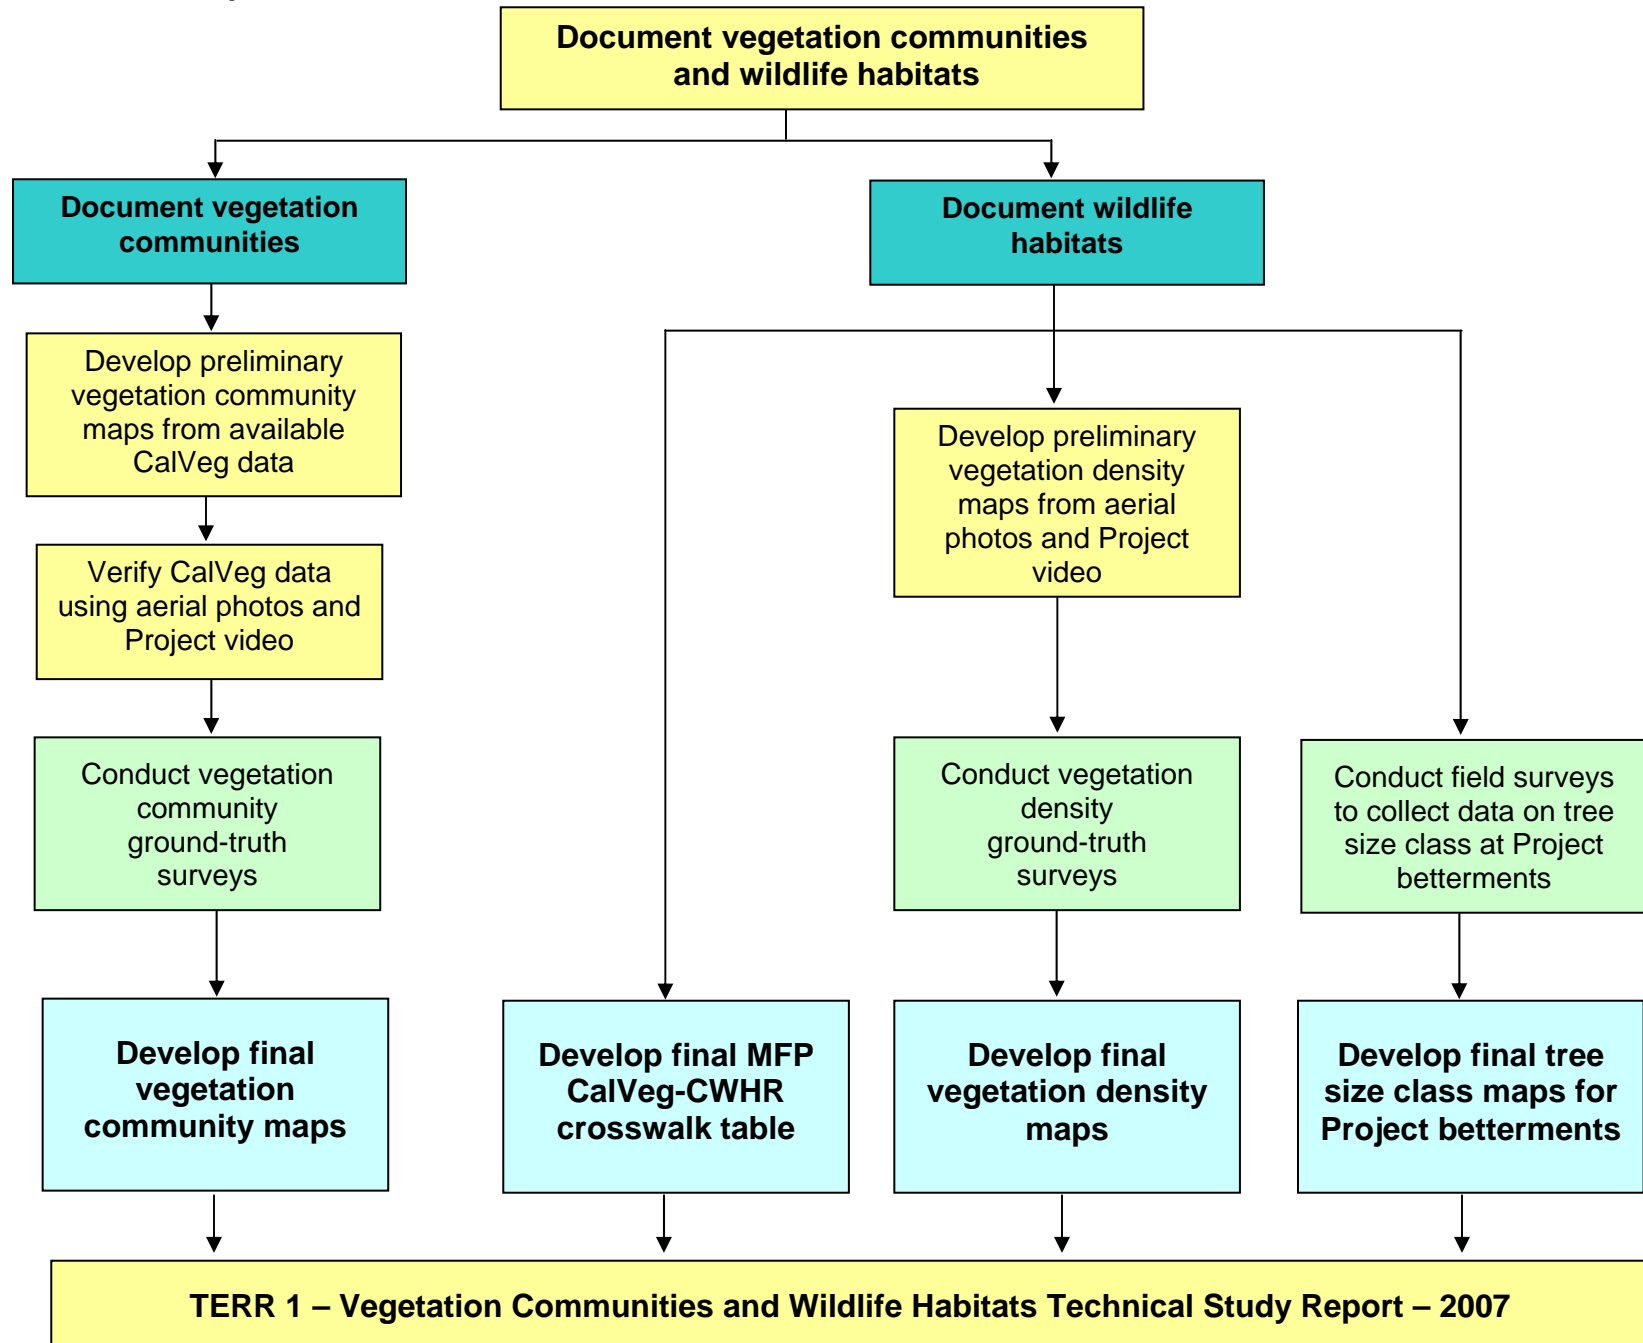 Document vegetation communities
and wildlife habitats
Document vegetation
communities
Document wildlife
habitats
Develop preliminary
vegetation community
maps from available
CalVeg data
Develop preliminary
vegetation density
maps from aerial
photos and Project
video
Verify CalVeg data
using aerial photos and
Project video
Conduct vegetation
community
ground-truth
surveys
Conduct vegetation
density
ground-truth
surveys
Conduct field surveys
to collect data on tree
size class at Project
betterments
Develop final
vegetation
community maps
Develop final MFP
CalVeg-CWHR
crosswalk table
Develop final
vegetation density
maps
Develop final tree
size class maps for
Project betterments
TERR 1 – Vegetation Communities and Wildlife Habitats Technical Study Report – 2007